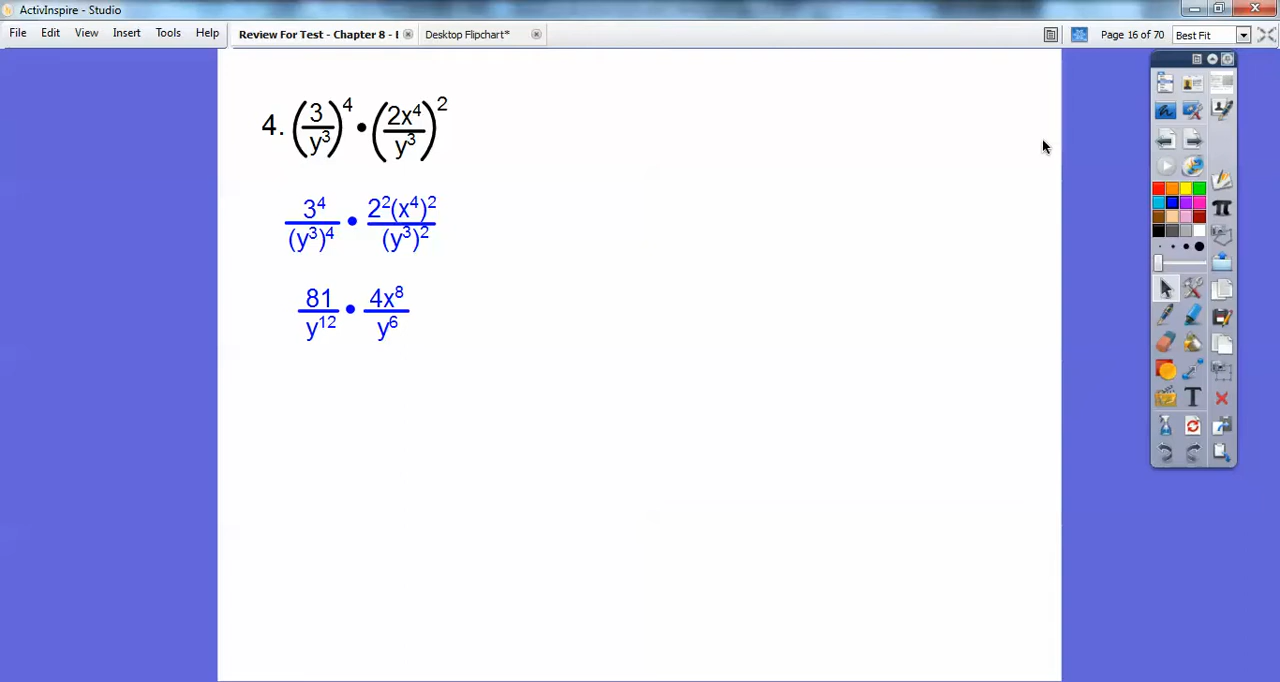 ActivInspire - Studio
File Edit View Insert Tools Help
Review For Test - Chapter 8 - E
Desktop Flipchart*
Page 16 of 70
Best Fit
4. (3/y³)⁴ • (2x⁴/y³)²
3⁴/(y³)⁴ • 2²(x⁴)²/(y³)²
81/y¹² • 4x⁸/y⁶
π
T